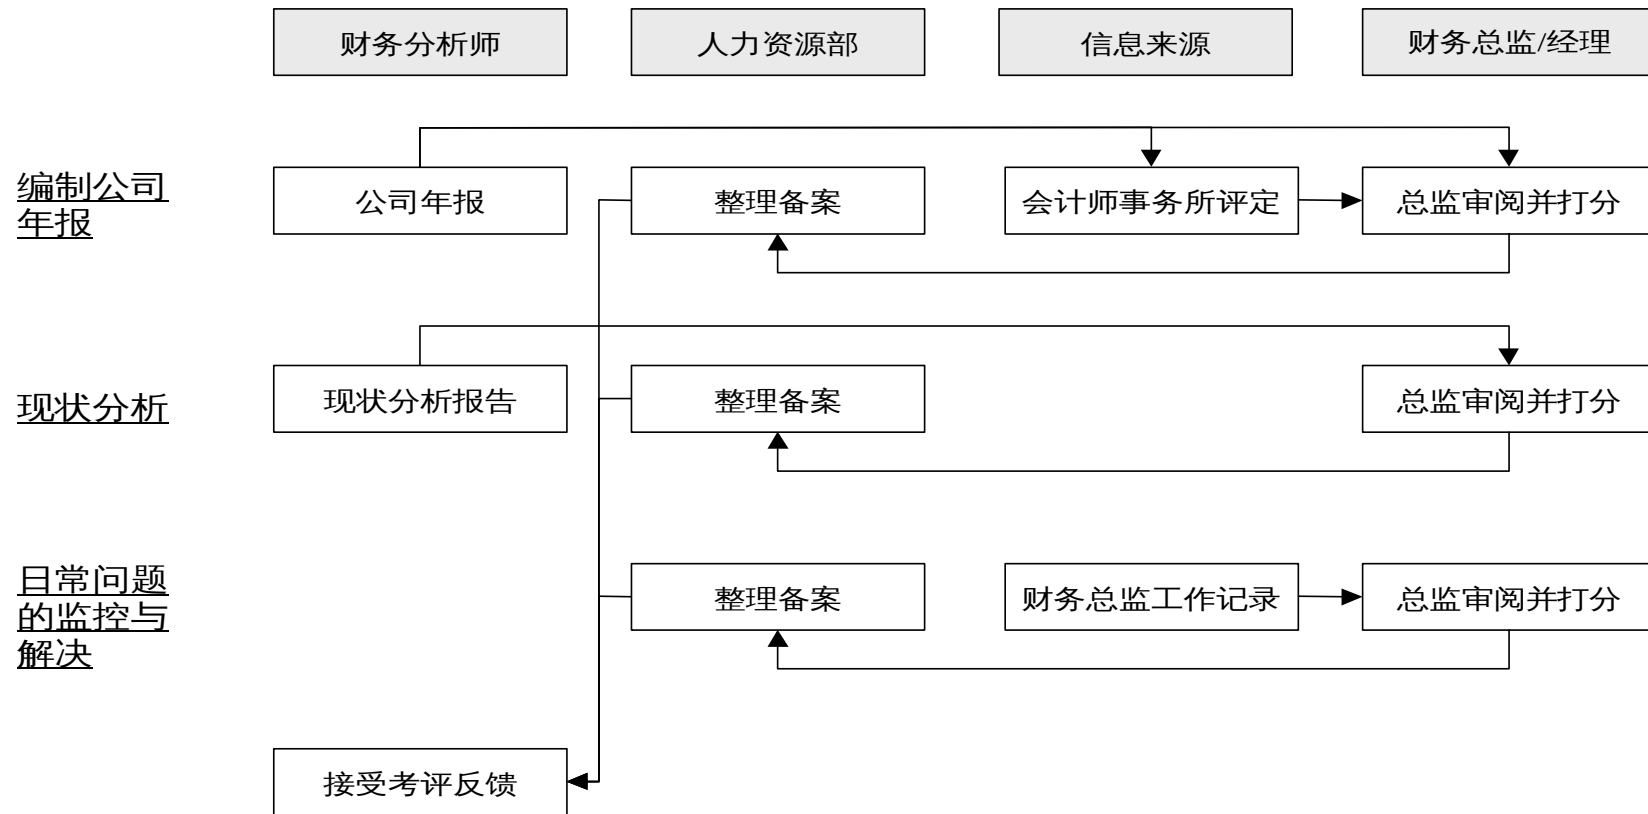 财务分析师
人力资源部
信息来源
财务总监/经理
编制公司
年报
公司年报
整理备案
会计师事务所评定
总监审阅并打分
现状分析
现状分析报告
整理备案
总监审阅并打分
日常问题
的监控与
解决
整理备案
财务总监工作记录
总监审阅并打分
接受考评反馈